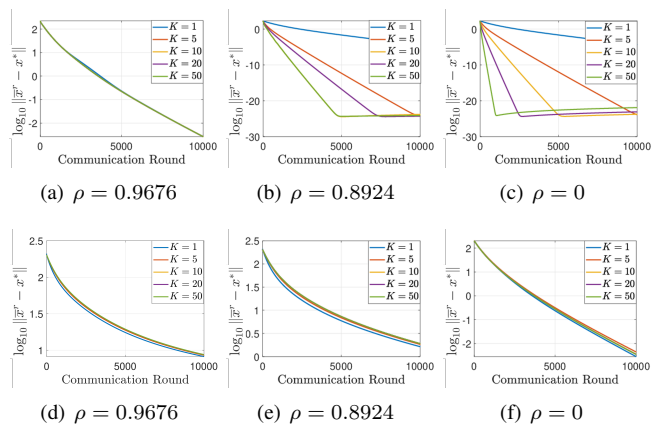 log₁₀ ‖x̄ʳ − x*‖
2
1
0
-1
-2
0
5000
10000
Communication Round
K = 1
K = 5
K = 10
K = 20
K = 50
(a) ρ = 0.9676
log₁₀ ‖x̄ʳ − x*‖
0
-10
-20
-30
0
5000
10000
Communication Round
K = 1
K = 5
K = 10
K = 20
K = 50
(b) ρ = 0.8924
log₁₀ ‖x̄ʳ − x*‖
0
-10
-20
-30
0
5000
10000
Communication Round
K = 1
K = 5
K = 10
K = 20
K = 50
(c) ρ = 0
log₁₀ ‖x̄ʳ − x*‖
2.5
2
1.5
1
0
5000
10000
Communication Round
K = 1
K = 5
K = 10
K = 20
K = 50
(d) ρ = 0.9676
log₁₀ ‖x̄ʳ − x*‖
2.5
2
1.5
1
0.5
0
0
5000
10000
Communication Round
K = 1
K = 5
K = 10
K = 20
K = 50
(e) ρ = 0.8924
log₁₀ ‖x̄ʳ − x*‖
2
1
0
-1
-2
0
5000
10000
Communication Round
K = 1
K = 5
K = 10
K = 20
K = 50
(f) ρ = 0